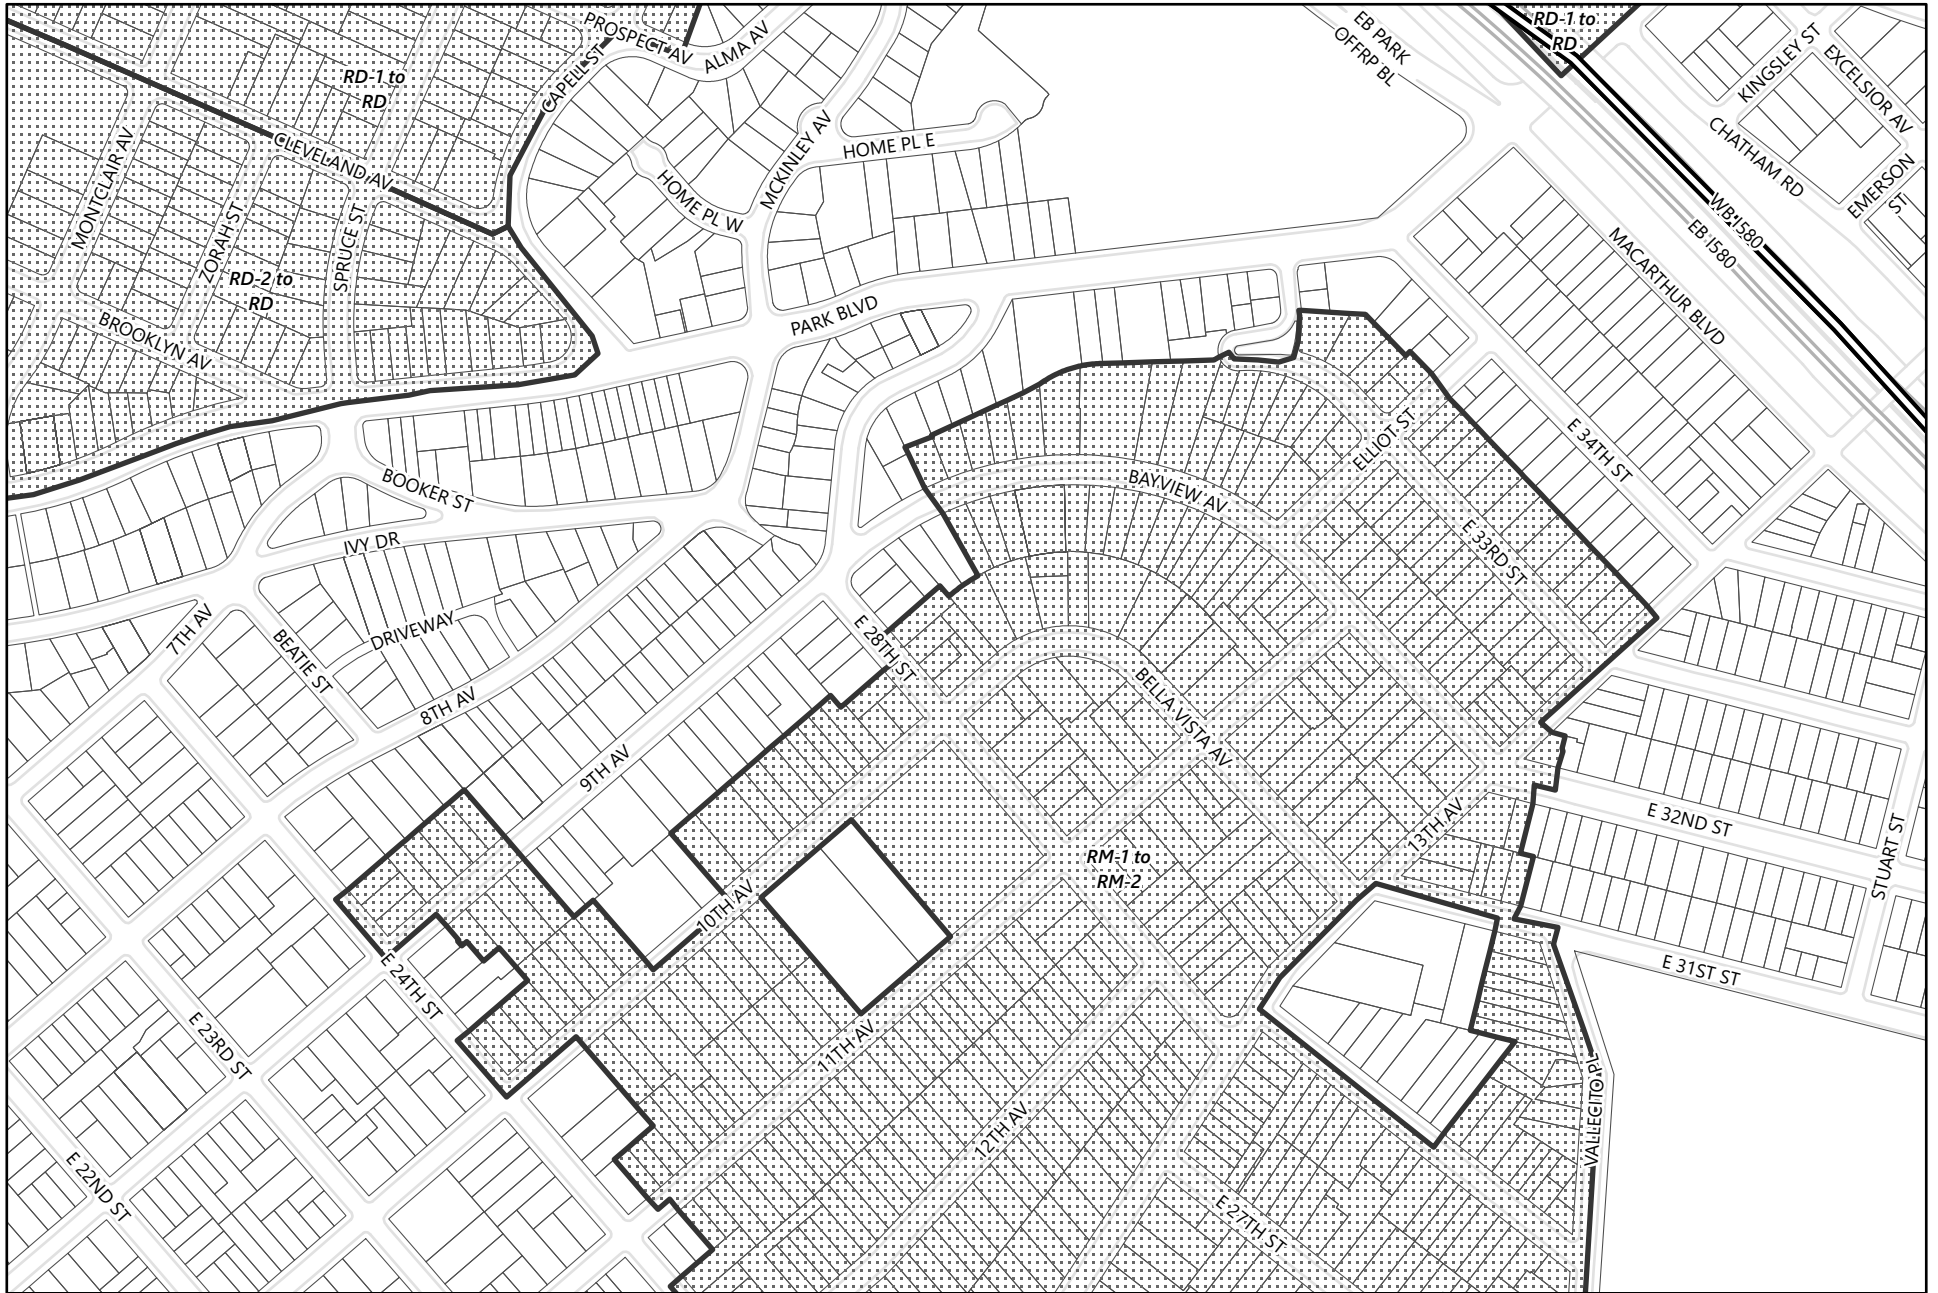 PROSPECT AV
ALMA AV
EB PARK
OFFRP BL
RD-1 to
RD
KINGSLEY ST
EXCELSIOR AV
RD-1 to
RD
CAPELL ST
CLEVELAND AV
MONTCLAIR AV
HOME PL E
MCKINLEY AV
HOME PL W
CHATHAM RD
EMERSON
ST
WB I580
EB I580
MACARTHUR BLVD
ZORAH ST
SPRUCE ST
RD-2 to
RD
BROOKLYN AV
PARK BLVD
ELLIOT ST
E 34TH ST
BOOKER ST
BAYVIEW AV
IVY DR
E 33RD ST
7TH AV
BEATIE ST
DRIVEWAY
E 28TH ST
8TH AV
BELLA VISTA AV
9TH AV
13TH AV
E 32ND ST
STUART ST
RM-1 to
RM-2
10TH AV
E 24TH ST
E 31ST ST
E 23RD ST
11TH AV
12TH AV
VALLECITO PL
E 22ND ST
E 27TH ST